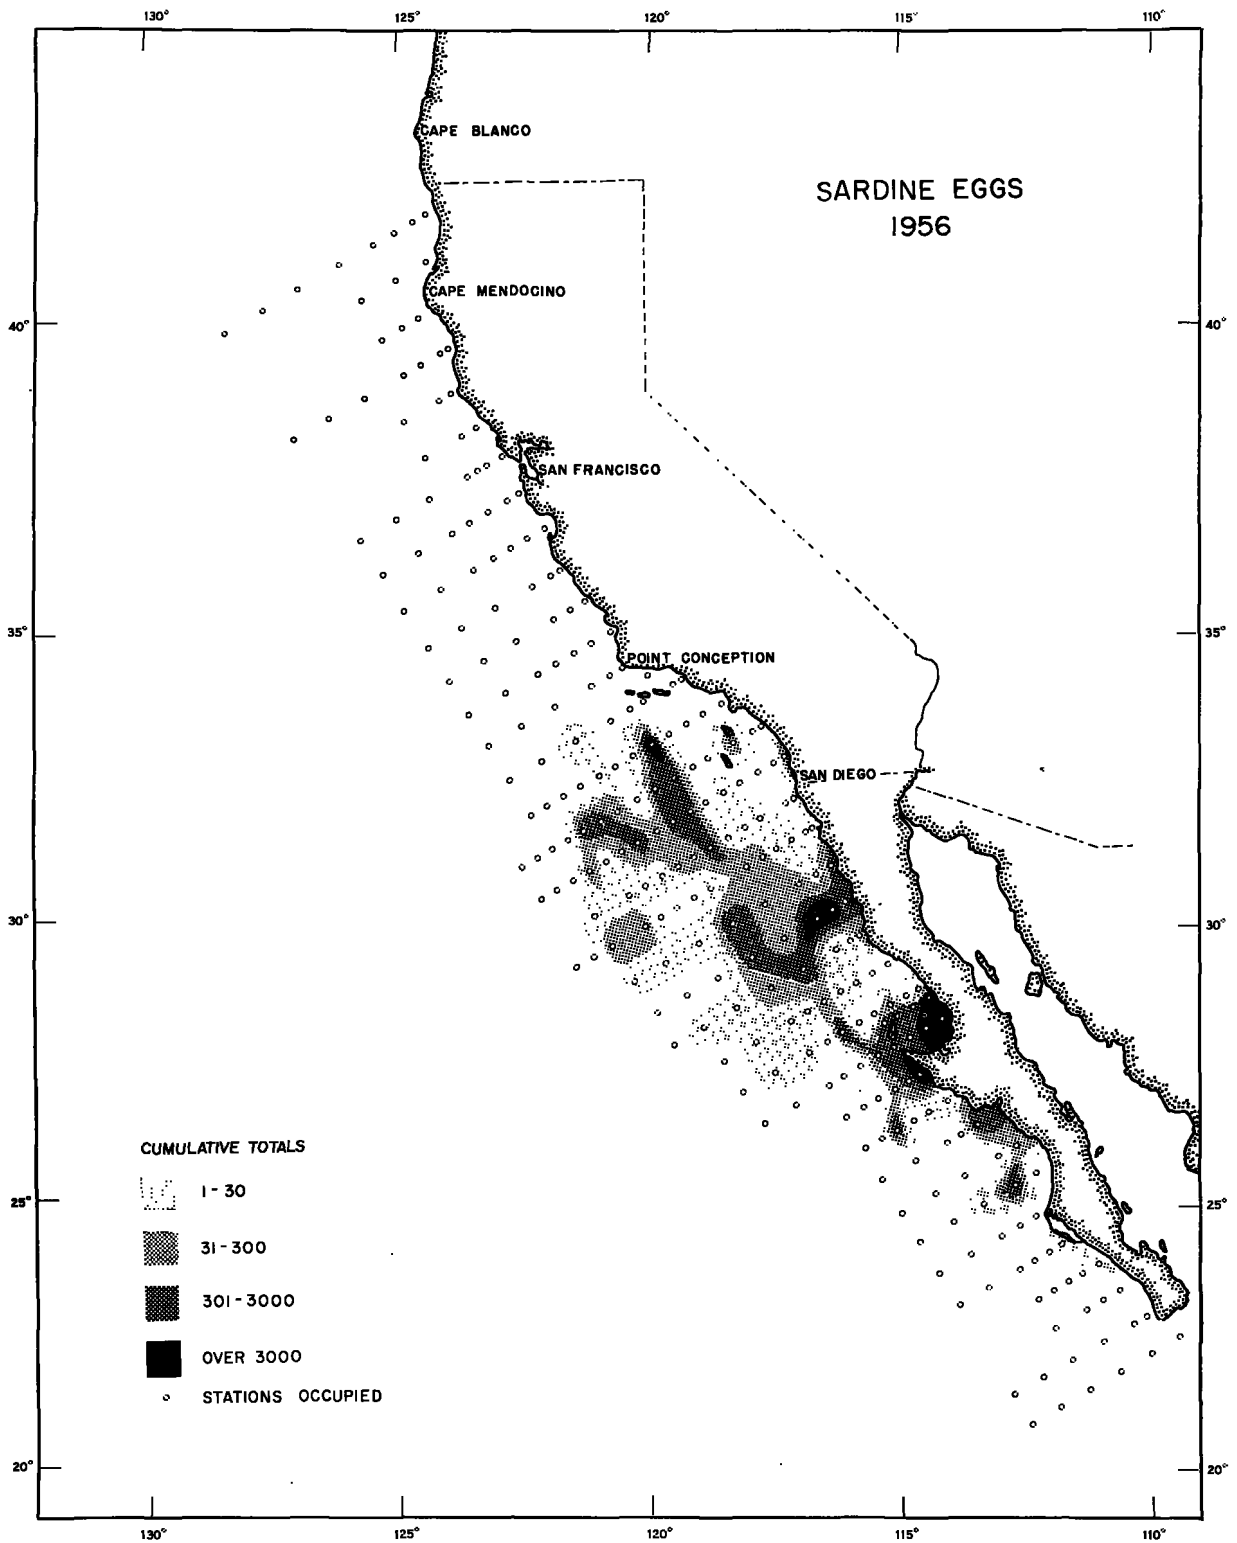 130° 125° 120° 115° 110°
CAPE BLANCO
SARDINE EGGS
1956
CAPE MENDOCINO
40° 40°
SAN FRANCISCO
35° 35°
POINT CONCEPTION
SAN DIEGO
30° 30°
CUMULATIVE TOTALS
1-30
25° 25°
31-300
301-3000
OVER 3000
STATIONS OCCUPIED
20° 20°
130° 125° 120° 115° 110°